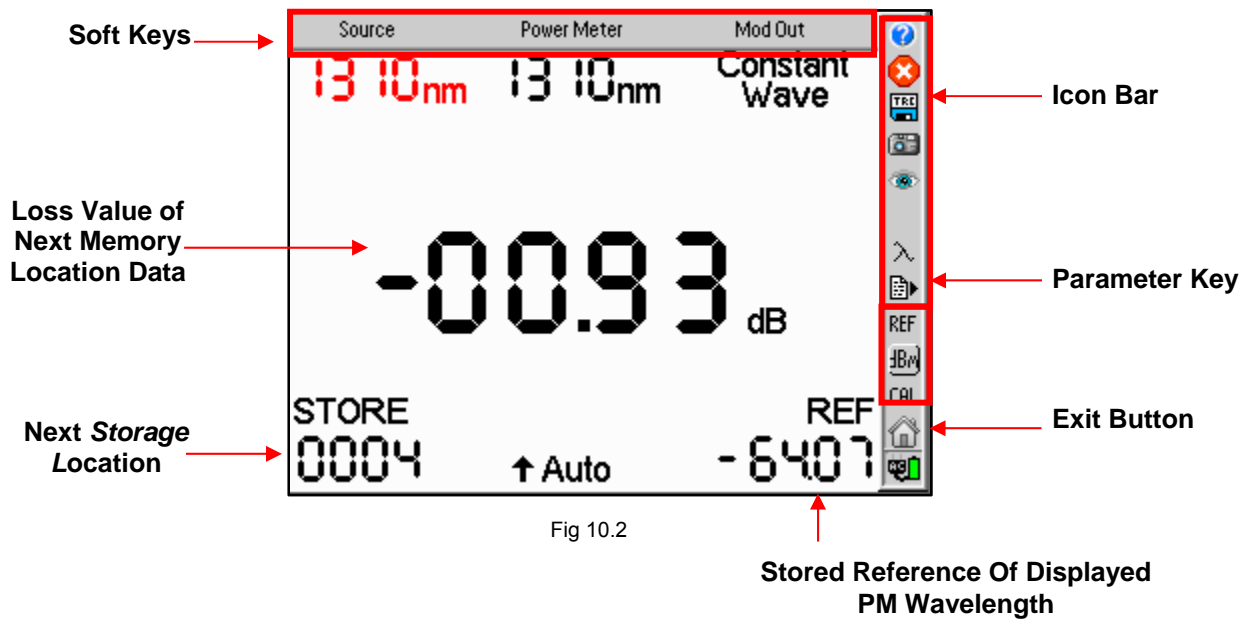 Soft Keys
Source Power Meter Mod Out
1310nm 1310nm Constant
Wave
TRC
Icon Bar
Loss Value of
Next Memory
Location Data
-00.93 dB
λ
Parameter Key
REF
dBm
CAL
STORE
REF
Exit Button
Next Storage
Location
0004
↑ Auto
-64.07
AC
Fig 10.2
Stored Reference Of Displayed
PM Wavelength